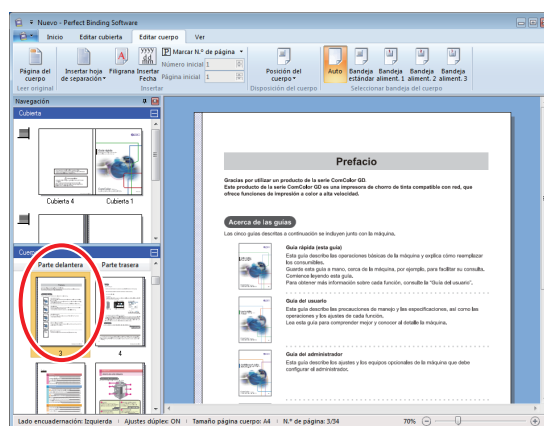 Nuevo - Perfect Binding Software
Inicio Editar cubierta Editar cuerpo Ver
Página del cuerpo
Leer original
Insertar hoja de separación
Filigrana
Insertar Fecha
Marcar N.º de página
Número inicial 1
Página inicial 1
Insertar
Posición del cuerpo
Disposición del cuerpo
Auto
Bandeja estándar
Bandeja aliment. 1
Bandeja aliment. 2
Bandeja aliment. 3
Seleccionar bandeja del cuerpo
Navegación
Cubierta
Cubierta 4 Cubierta 1
Parte delantera Parte trasera
3 4
Prefacio
Gracias por utilizar un producto de la serie ComColor GD.
Este producto de la serie ComColor GD es una impresora de chorro de tinta compatible con red, que
ofrece funciones de impresión a color a alta velocidad.
Acerca de las guías
Las cinco guías descritas a continuación se incluyen junto con la máquina.
Guía rápida (esta guía)
Esta guía describe las operaciones básicas de la máquina y explica cómo reemplazar
los consumibles.
Guarde esta guía a mano, cerca de la máquina, por ejemplo, para facilitar su consulta.
Comience leyendo esta guía.
Para obtener más información sobre cada función, consulte la "Guía del usuario".
Guía del usuario
Esta guía describe las precauciones de manejo y las especificaciones, así como las
operaciones y los ajustes de cada función.
Lea esta guía para comprender mejor y conocer al detalle la máquina.
Guía del administrador
Esta guía describe los ajustes y los equipos opcionales de la máquina que debe
configurar el administrador.
Lado encuadernación: Izquierda Ajustes dúplex: ON Tamaño página cuerpo: A4 N.º de página: 3/34 70%